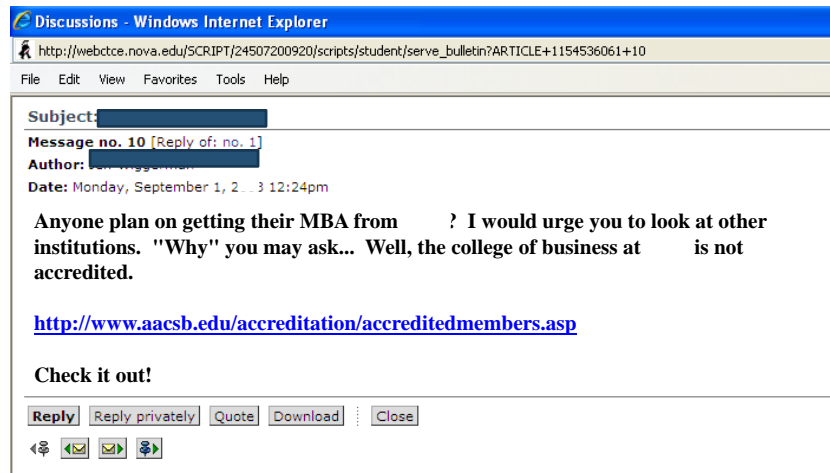 Discussions - Windows Internet Explorer
http://webctce.nova.edu/SCRIPT/24507200920/scripts/student/serve_bulletin?ARTICLE+1154536061+10
File Edit View Favorites Tools Help
Subject:
Message no. 10 [Reply of: no. 1]
Author:
Date: Monday, September 1, 2 3 12:24pm
Anyone plan on getting their MBA from ? I would urge you to look at other
institutions. "Why" you may ask... Well, the college of business at is not
accredited.
http://www.aacsb.edu/accreditation/accreditedmembers.asp
Check it out!
Reply Reply privately Quote Download Close